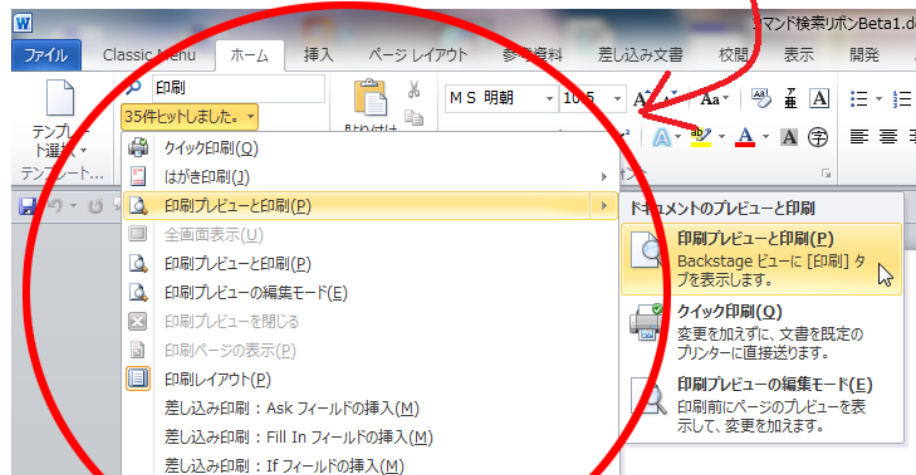 コマンド検索リボンBeta1.d
ファイル Classic Menu ホーム 挿入 ページ レイアウト 参考資料 差し込み文書 校閲 表示 開発
印刷
35件ヒットしました。
テンプレート選択
テンプレート...
MS 明朝 10.5 Aa
クイック印刷(Q)
はがき印刷(J)
印刷プレビューと印刷(P)
全画面表示(U)
印刷プレビューと印刷(P)
印刷プレビューの編集モード(E)
印刷プレビューを閉じる
印刷ページの表示(P)
印刷レイアウト(P)
差し込み印刷 : Ask フィールドの挿入(M)
差し込み印刷 : Fill In フィールドの挿入(M)
差し込み印刷 : If フィールドの挿入(M)
ドキュメントのプレビューと印刷
印刷プレビューと印刷(P)
Backstage ビューに [印刷] タ
ブを表示します。
クイック印刷(Q)
変更を加えずに、文書を既定の
プリンターに直接送ります。
印刷プレビューの編集モード(E)
印刷前にページのプレビューを表
示して、変更を加えます。